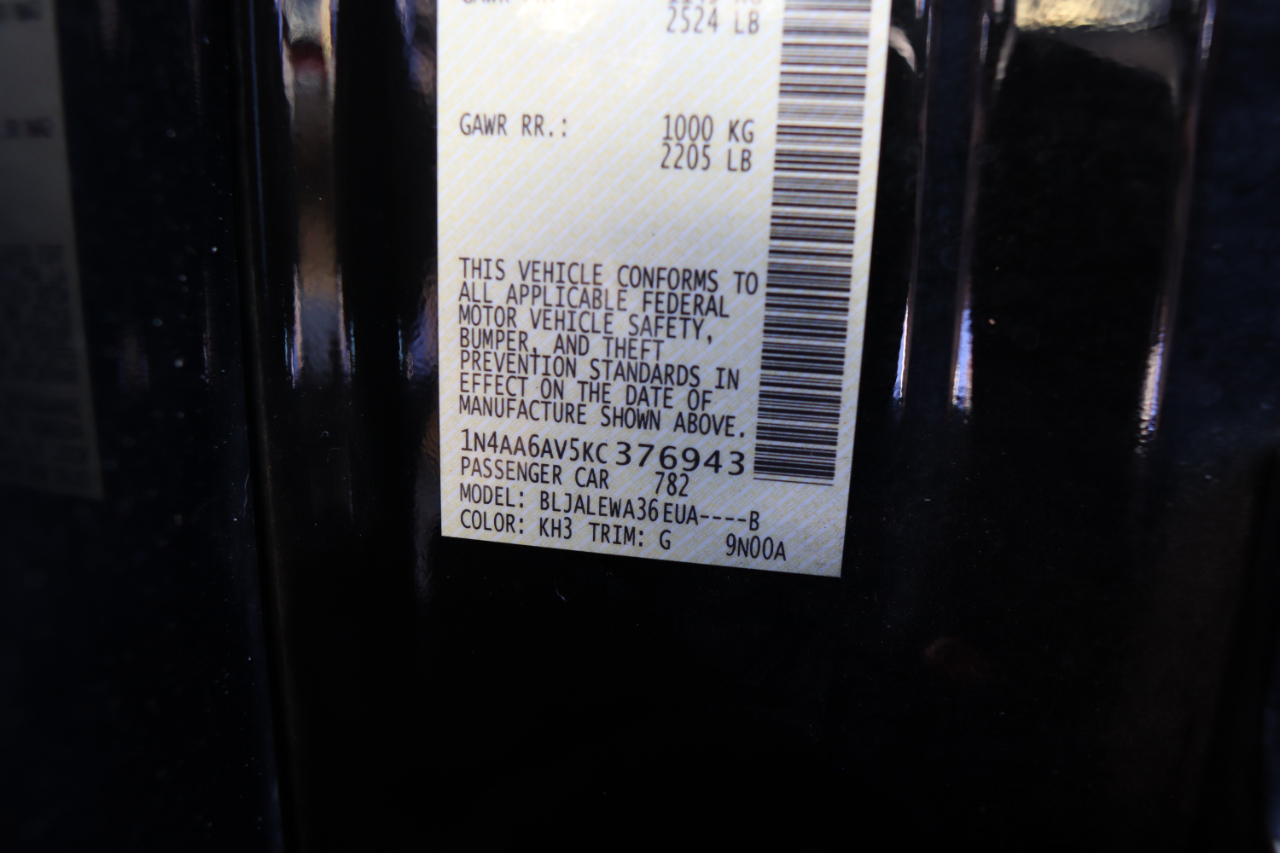 2524 LB
GAWR RR.: 1000 KG
2205 LB
THIS VEHICLE CONFORMS TO
ALL APPLICABLE FEDERAL
MOTOR VEHICLE SAFETY,
BUMPER, AND THEFT
PREVENTION STANDARDS IN
EFFECT ON THE DATE OF
MANUFACTURE SHOWN ABOVE.
1N4AA6AV5KC376943
PASSENGER CAR 782
MODEL: BLJALEWA36EUA----B
COLOR: KH3 TRIM: G 9N00A